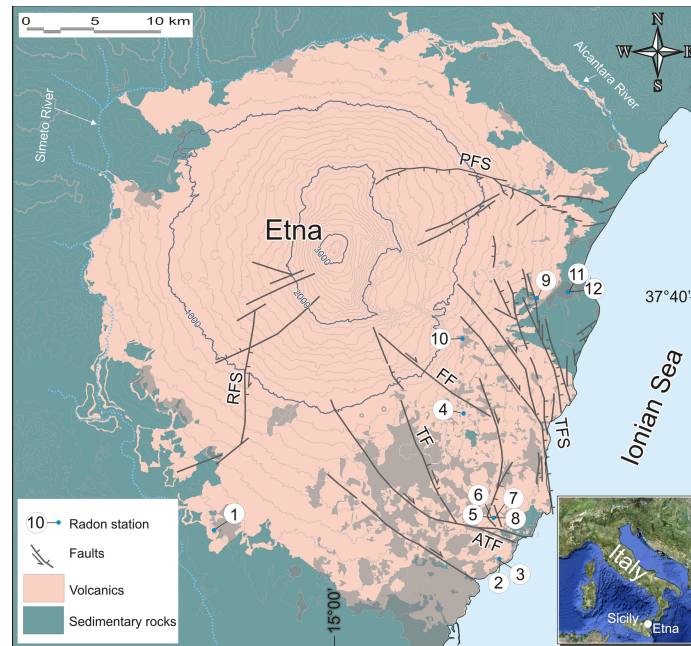 0 5 10 km
N
W E
S
Alcantara River
Simeto River
PFS
Etna
3000
2000
1000
9
11
12
37°40'
10
RFS
FF
4
TF
TFS
Ionian Sea
6
7
5
8
1
ATF
2
3
10 Radon station
Faults
Volcanics
Sedimentary rocks
15°00'
Italy
Sicily
Etna